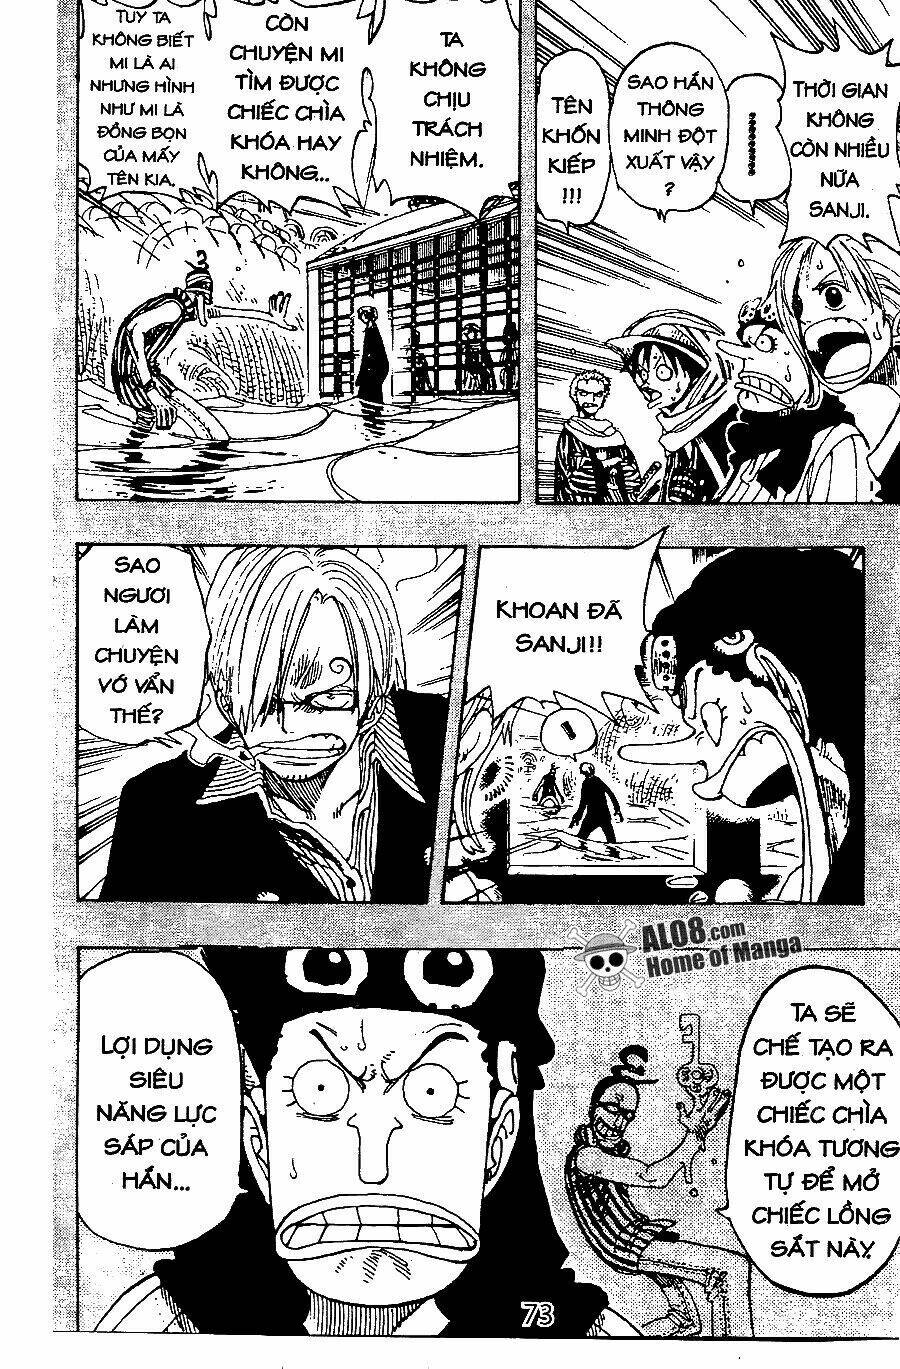 THỜI GIAN
KHÔNG
CÒN NHIỀU
NỮA
SANJI.
SAO HẮN
THÔNG
MINH ĐỘT
XUẤT VẬY
?
TÊN
KHỐN
KIẾP
!!!
TA
KHÔNG
CHỊU
TRÁCH
NHIỆM.
CÒN
CHUYỆN MI
TÌM ĐƯỢC
CHIẾC CHÌA
KHÓA HAY
KHÔNG...
TUY TA
KHÔNG BIẾT
MI LÀ AI
NHƯNG HÌNH
NHƯ MI LÀ
ĐỒNG BỌN
CỦA MẤY
TÊN KIA.
KHOAN ĐÃ
SANJI!!
SAO
NGƯƠI
LÀM
CHUYỆN
VỚ VẨN
THẾ?
AL08.com
Home of Manga
TA SẼ
CHẾ TẠO RA
ĐƯỢC MỘT
CHIẾC CHÌA
KHÓA TƯƠNG
TỰ ĐỂ MỞ
CHIẾC LỒNG
SẮT NÀY.
LỢI DỤNG
SIÊU
NĂNG LỰC
SÁP CỦA
HẮN...
73